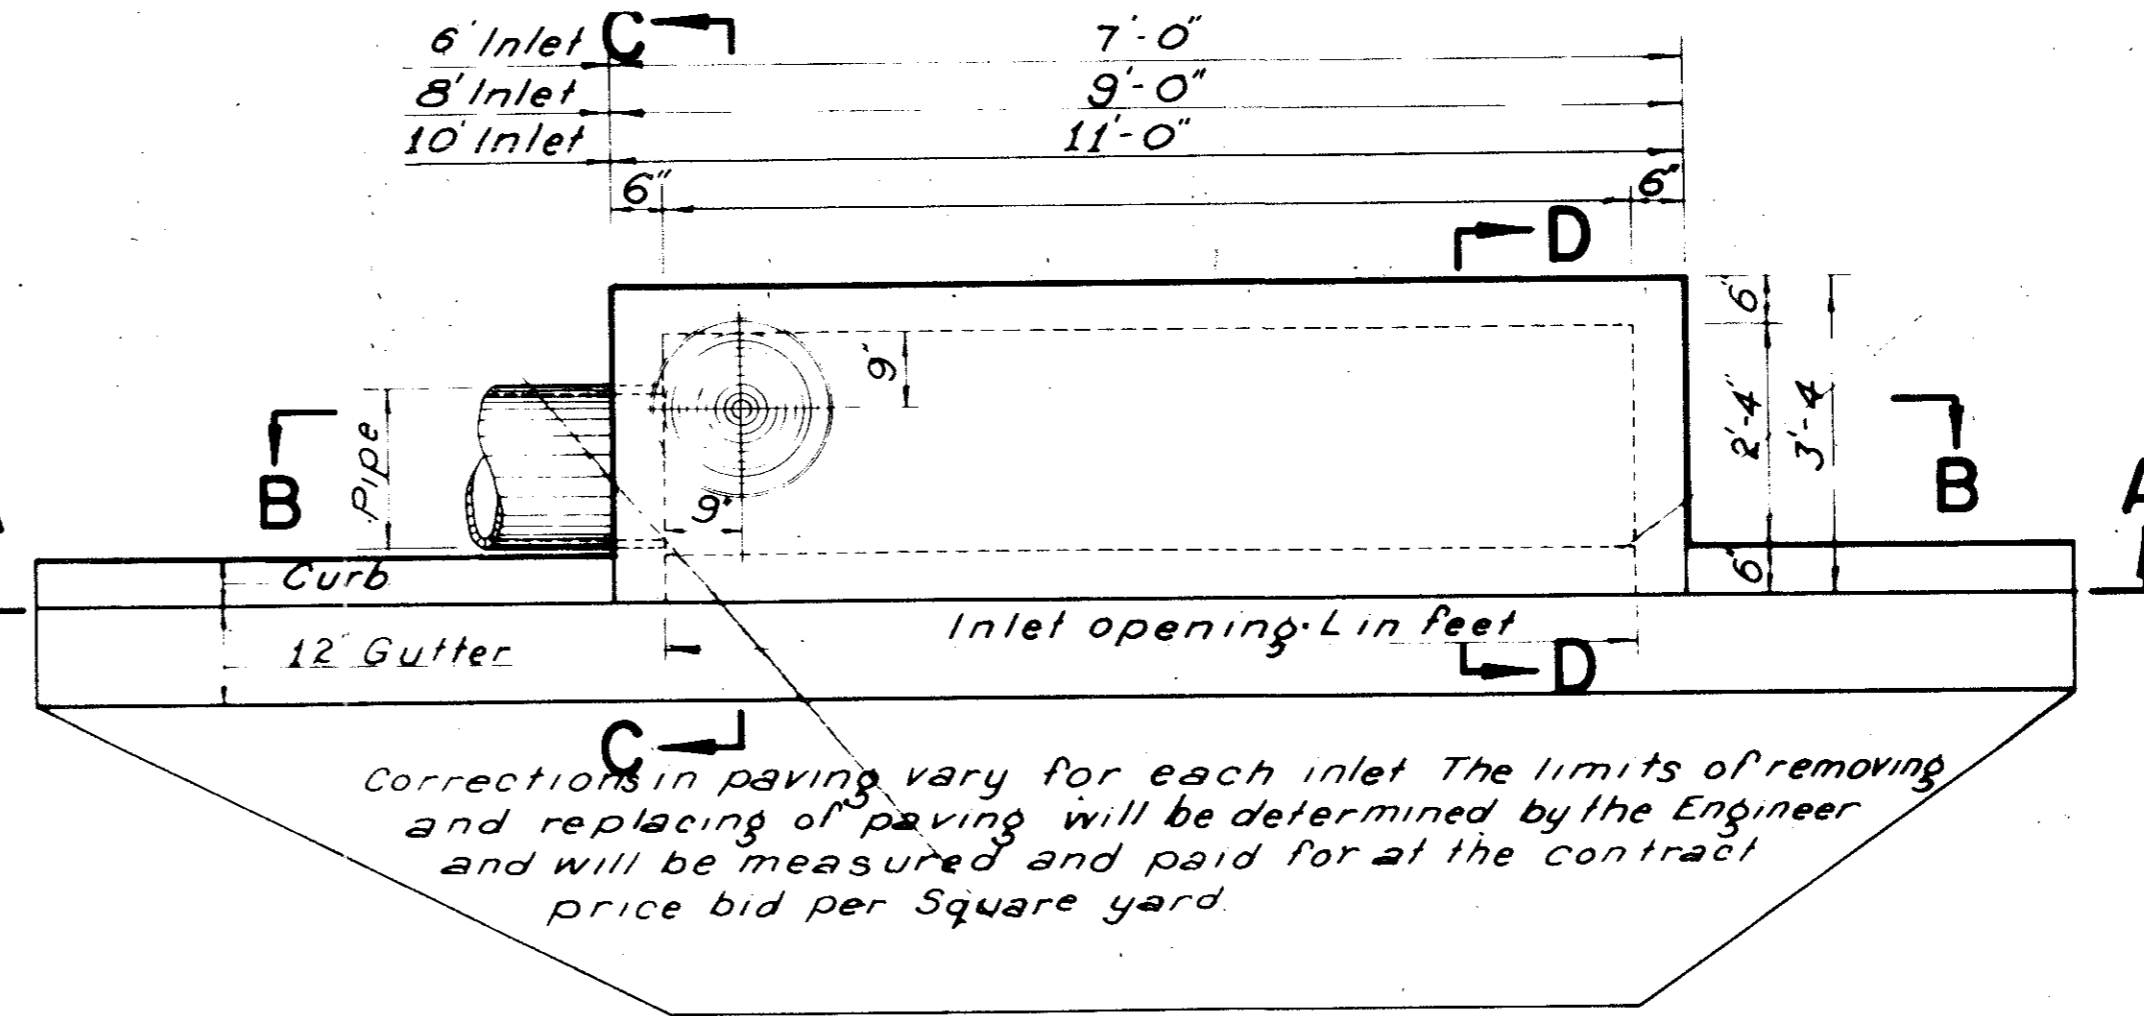 C
6' Inlet 7'-0"
8' Inlet 9'-0"
10' Inlet 11'-0"
6" 6"
D
6"
9"
2'-4"
3'-4
Pipe
B B
A
9"
Curb
6"
Inlet opening·L in feet
12" Gutter
D
C
Corrections in paving vary for each inlet The limits of removing
and replacing of paving will be determined by the Engineer
and will be measured and paid for at the contract
price bid per Square yard.